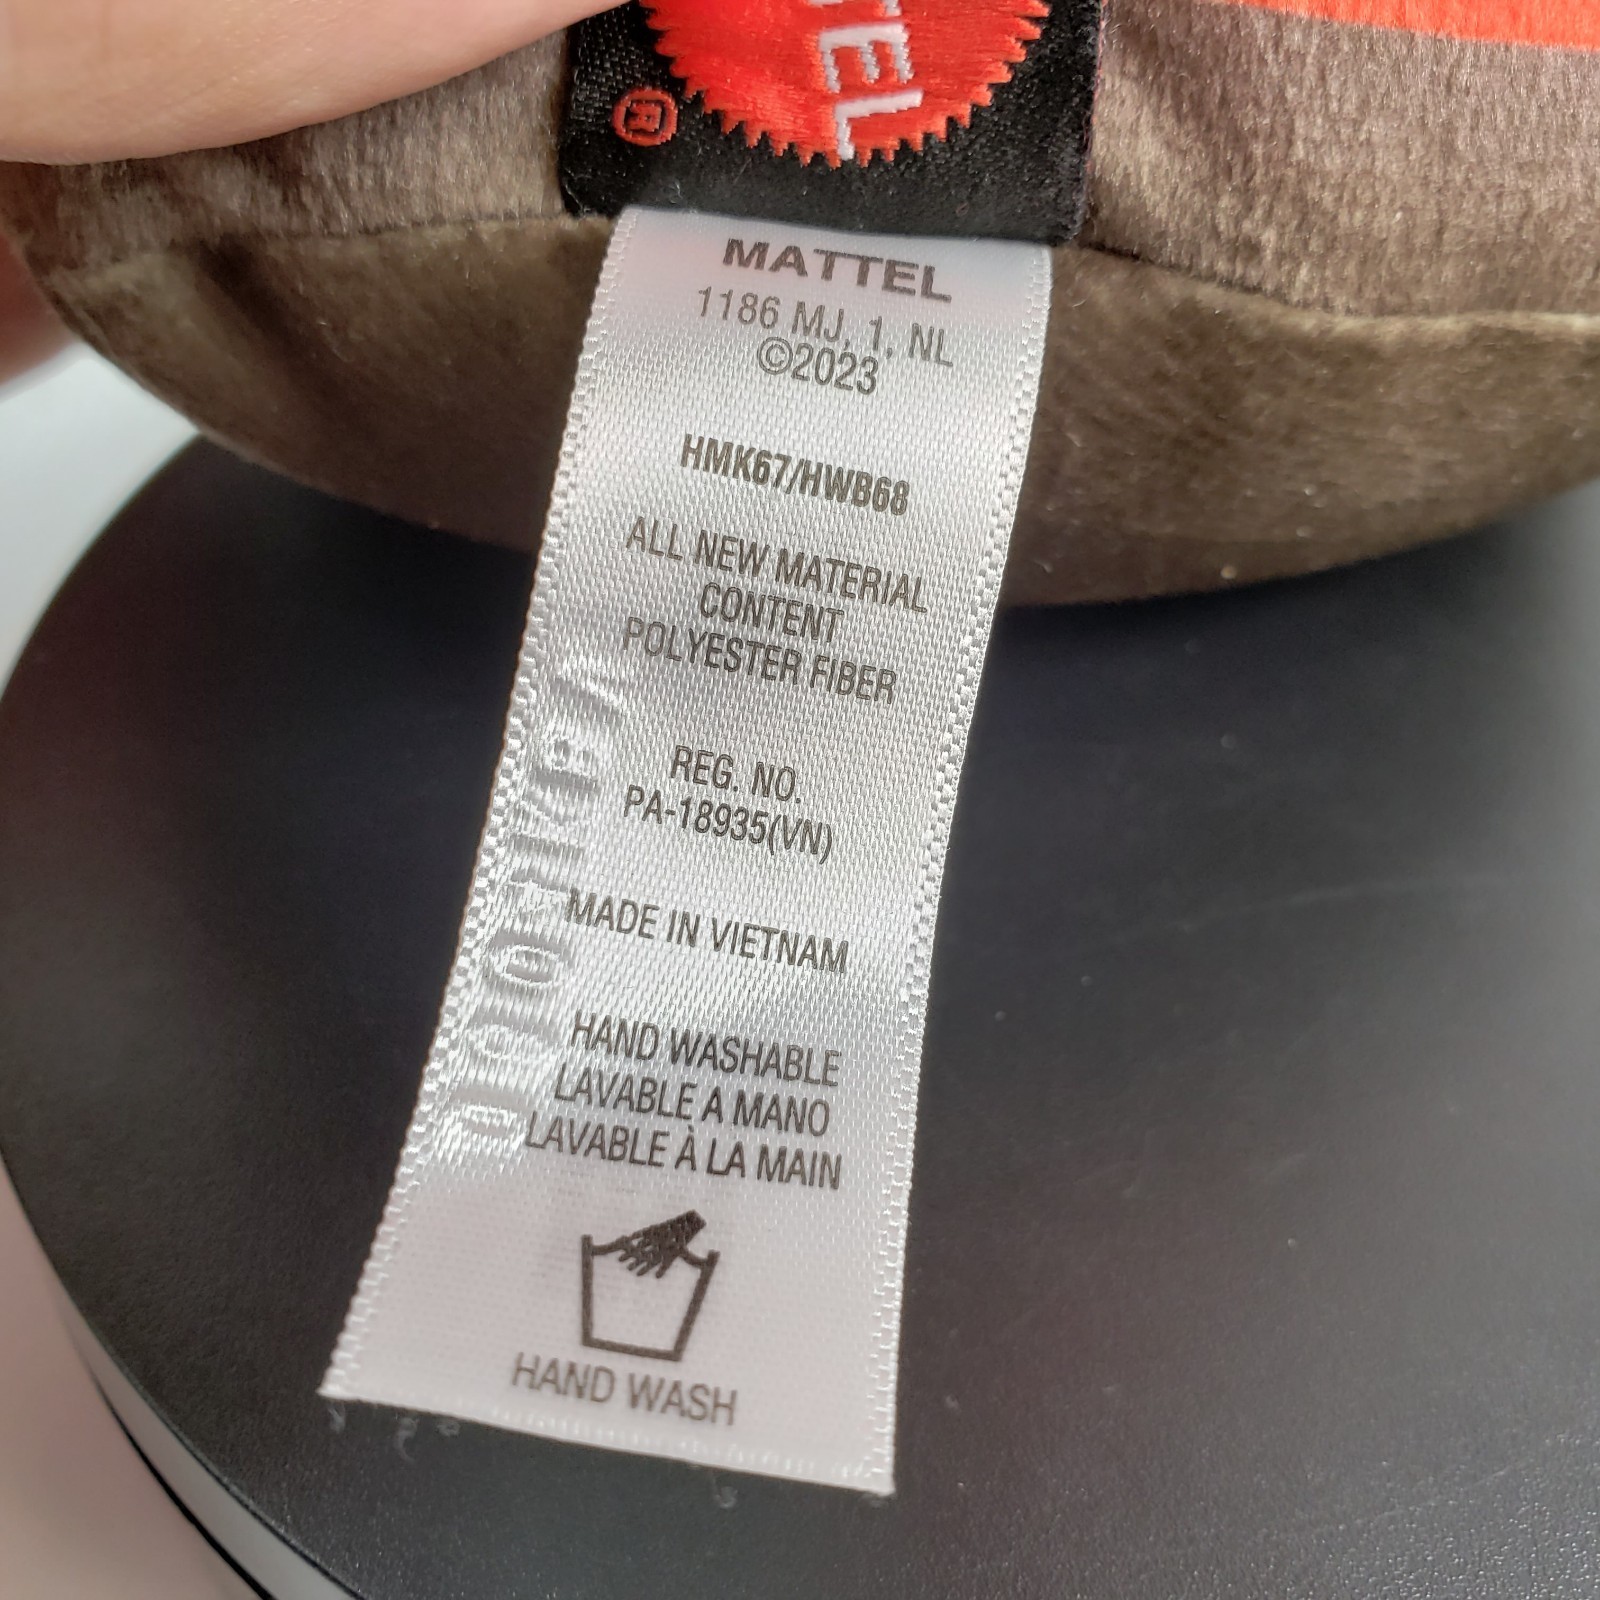 TEL
®
MATTEL
1186 MJ, 1, NL
©2023
HMK67/HWB68
ALL NEW MATERIAL
CONTENT
POLYESTER FIBER
REG. NO.
PA-18935(VN)
MADE IN VIETNAM
HAND WASHABLE
LAVABLE A MANO
LAVABLE À LA MAIN
HAND WASH